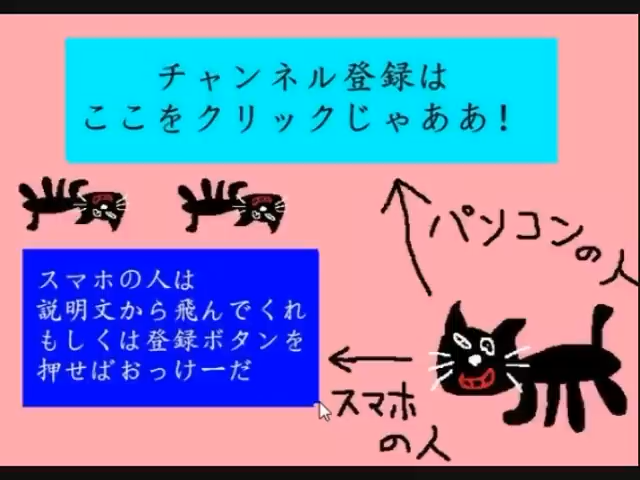 チャンネル登録は
ここをクリックじゃああ！
パソコンの人
スマホの人は
説明文から飛んでくれ
もしくは登録ボタンを
押せばおっけーだ
スマホ
の人